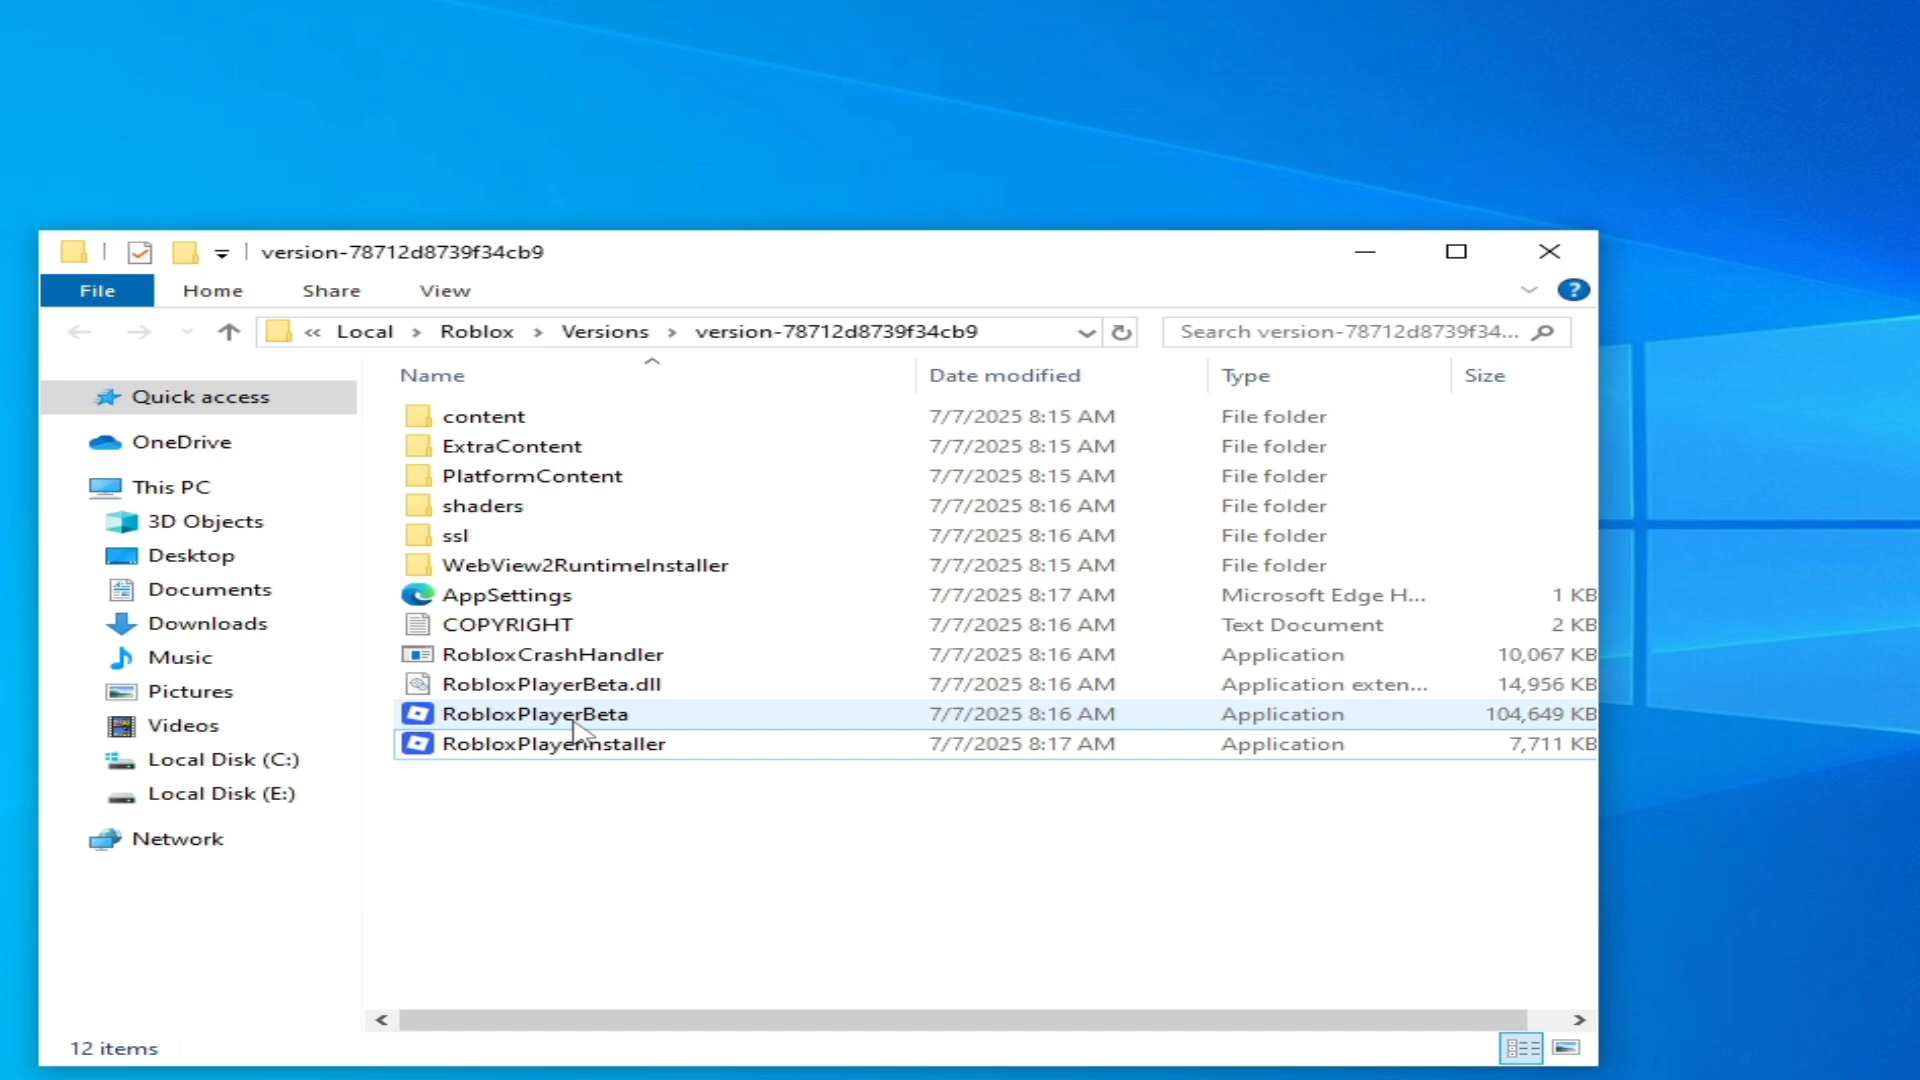 version-78712d8739f34cb9
File Home Share View
« Local › Roblox › Versions › version-78712d8739f34cb9
Search version-78712d8739f34...
Name Date modified Type Size
Quick access
OneDrive
This PC
3D Objects
Desktop
Documents
Downloads
Music
Pictures
Videos
Local Disk (C:)
Local Disk (E:)
Network
content 7/7/2025 8:15 AM File folder
ExtraContent 7/7/2025 8:15 AM File folder
PlatformContent 7/7/2025 8:15 AM File folder
shaders 7/7/2025 8:16 AM File folder
ssl 7/7/2025 8:16 AM File folder
WebView2RuntimeInstaller 7/7/2025 8:15 AM File folder
AppSettings 7/7/2025 8:17 AM Microsoft Edge H... 1 KB
COPYRIGHT 7/7/2025 8:16 AM Text Document 2 KB
RobloxCrashHandler 7/7/2025 8:16 AM Application 10,067 KB
RobloxPlayerBeta.dll 7/7/2025 8:16 AM Application exten... 14,956 KB
RobloxPlayerBeta 7/7/2025 8:16 AM Application 104,649 KB
RobloxPlayerInstaller 7/7/2025 8:17 AM Application 7,711 KB
12 items